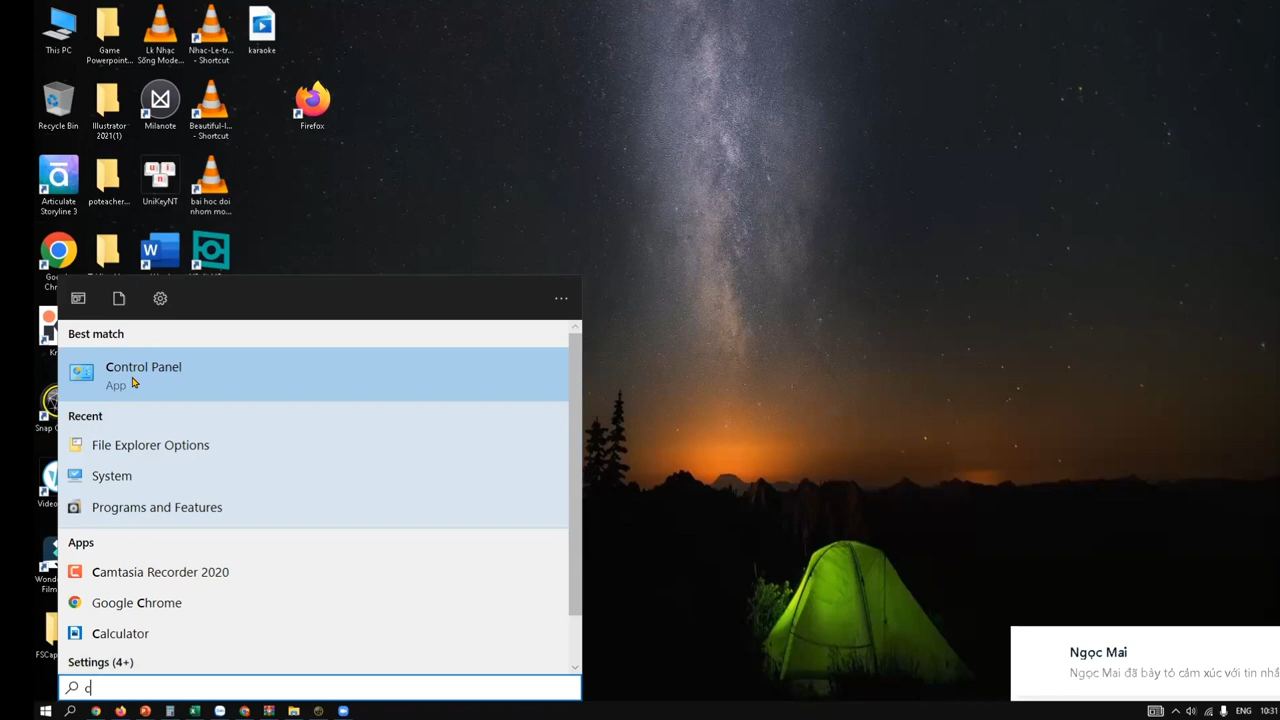 This PC
Game
Powerpoint...
Lk Nhạc
Sống Mode...
Nhac-Le-tr...
- Shortcut
karaoke
Recycle Bin
Illustrator
2021(1)
Milanote
Beautiful-l...
- Shortcut
Firefox
Articulate
Storyline 3
poteacher...
UniKeyNT
bai hoc doi
nhom mo...
Best match
Control Panel
App
Recent
File Explorer Options
System
Programs and Features
Apps
Camtasia Recorder 2020
Google Chrome
Calculator
Settings (4+)
c
Ngọc Mai
Ngọc Mai đã bày tỏ cảm xúc với tin nhắ
ENG
10:31